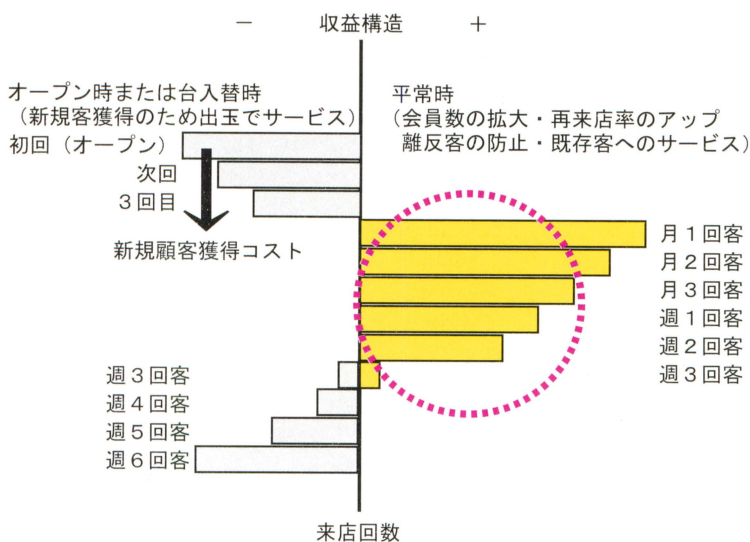 － 収益構造 ＋
オープン時または台入替時
（新規客獲得のため出玉でサービス）
初回（オープン）
次回
３回目
新規顧客獲得コスト
平常時
（会員数の拡大・再来店率のアップ
離反客の防止・既存客へのサービス）
月１回客
月２回客
月３回客
週１回客
週２回客
週３回客
週３回客
週４回客
週５回客
週６回客
来店回数